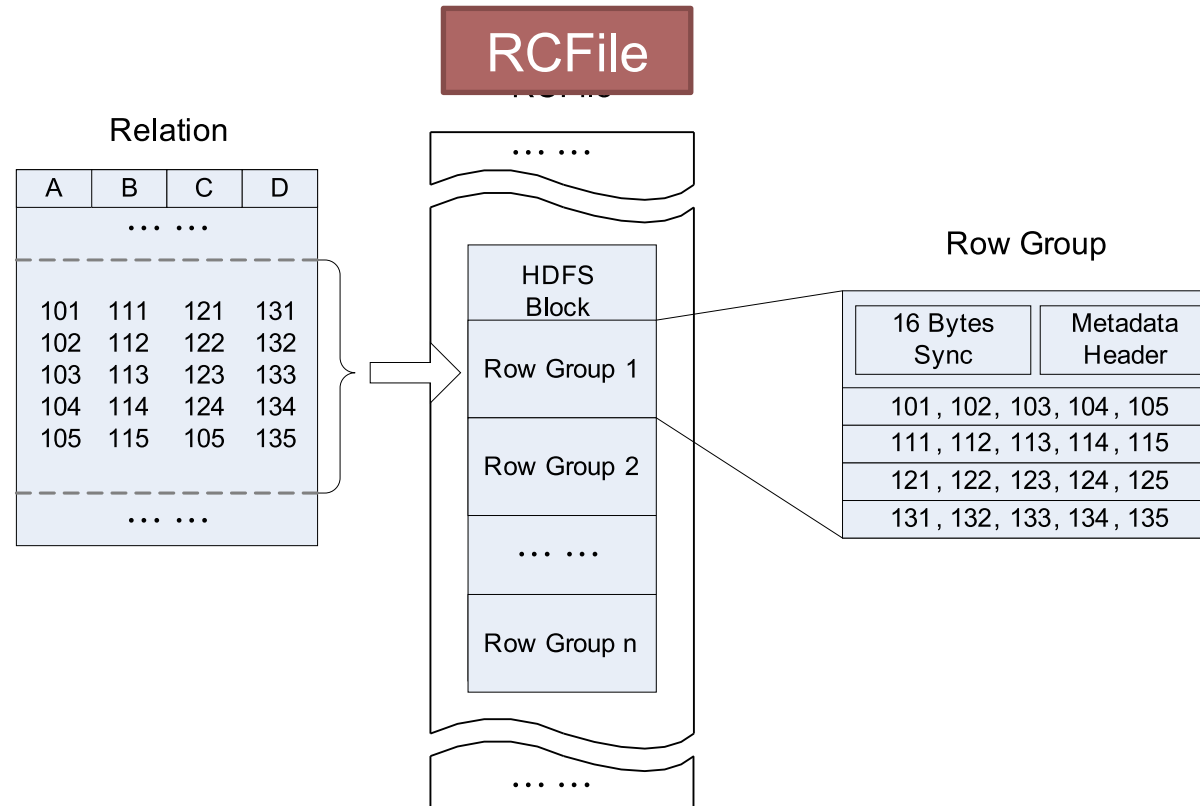 RCFile
RCFile
Relation
A B C D
... ...
101 111 121 131
102 112 122 132
103 113 123 133
104 114 124 134
105 115 105 135
... ...
... ...
HDFS
Block
Row Group 1
Row Group 2
... ...
Row Group n
... ...
Row Group
16 Bytes
Sync
Metadata
Header
101, 102, 103, 104, 105
111, 112, 113, 114, 115
121, 122, 123, 124, 125
131, 132, 133, 134, 135